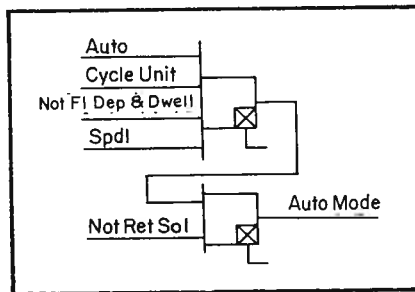 Auto
Cycle Unit
Not Fl Dep & Dwell
Spdl
Auto Mode
Not Ret Sol